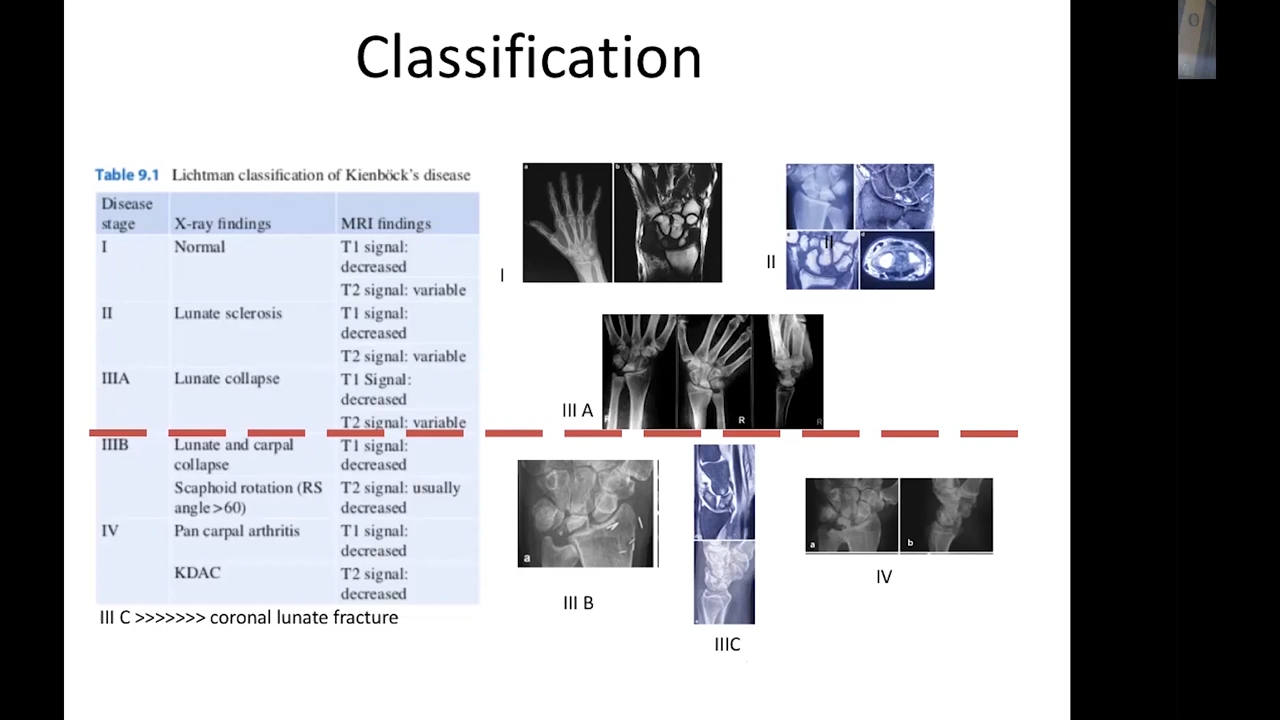 Classification
Table 9.1 Lichtman classification of Kienböck's disease
Disease stage X-ray findings MRI findings
I Normal T1 signal: decreased
T2 signal: variable
II Lunate sclerosis T1 signal: decreased
T2 signal: variable
IIIA Lunate collapse T1 Signal: decreased
T2 signal: variable
IIIB Lunate and carpal collapse T1 signal: decreased
Scaphoid rotation (RS angle>60) T2 signal: usually decreased
IV Pan carpal arthritis T1 signal: decreased
KDAC T2 signal: decreased
III C >>>>>>> coronal lunate fracture
a b
I
II
II
R R
III A
a
III B
IIIC
a b
IV